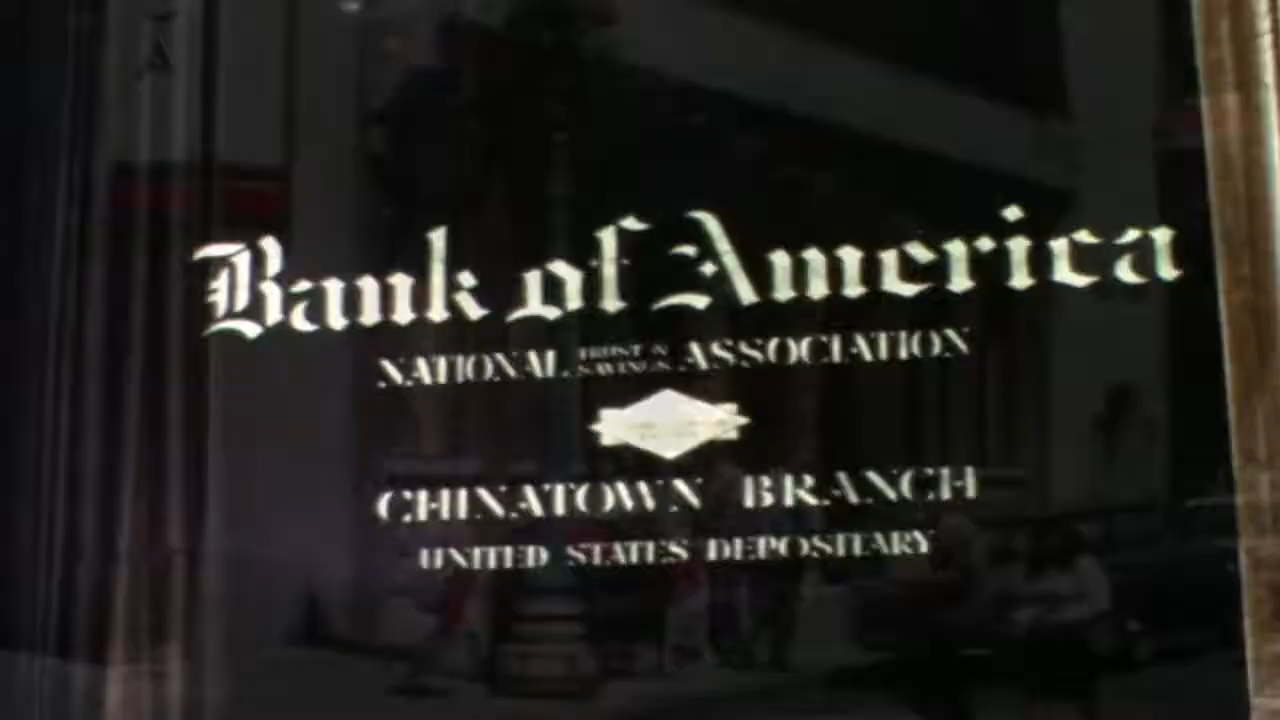 Bank of America
NATIONAL TRUST & SAVINGS ASSOCIATION
CHINATOWN BRANCH
UNITED STATES DEPOSITARY